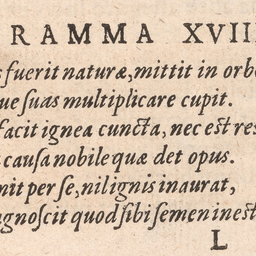 RAMMA XVIII
s fuerit naturæ, mittit in orbe
ue suas multiplicare cupit.
facit ignea cuncta, nec est res
causa nobile quæ det opus.
nit per se, nil ignis inaurat,
agnoscit quod sibi semen inest
L